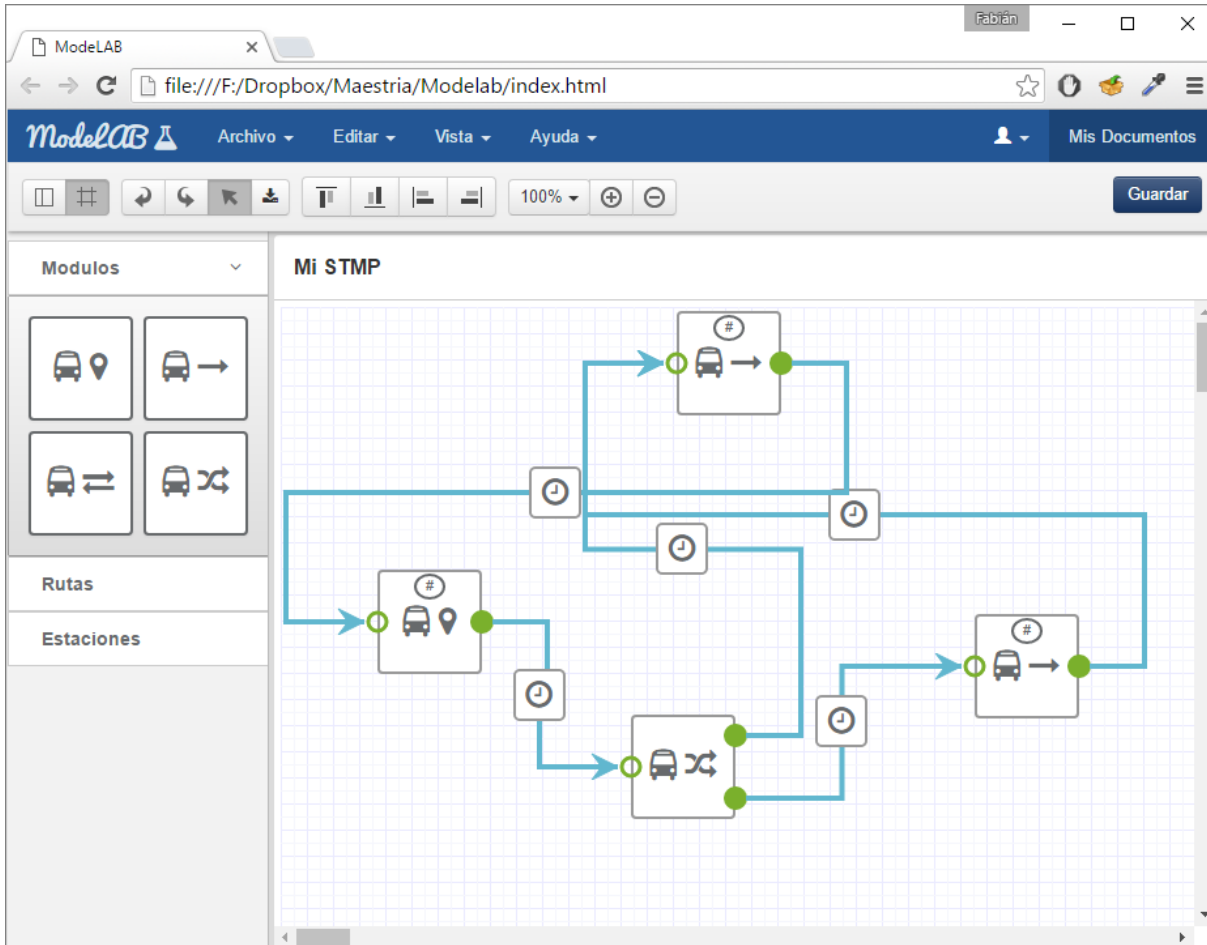 Fabián
ModeLAB
file:///F:/Dropbox/Maestria/Modelab/index.html
ModelAB Archivo Editar Vista Ayuda Mis Documentos
100% Guardar
Modulos
Mi STMP
#
#
#
Rutas
Estaciones